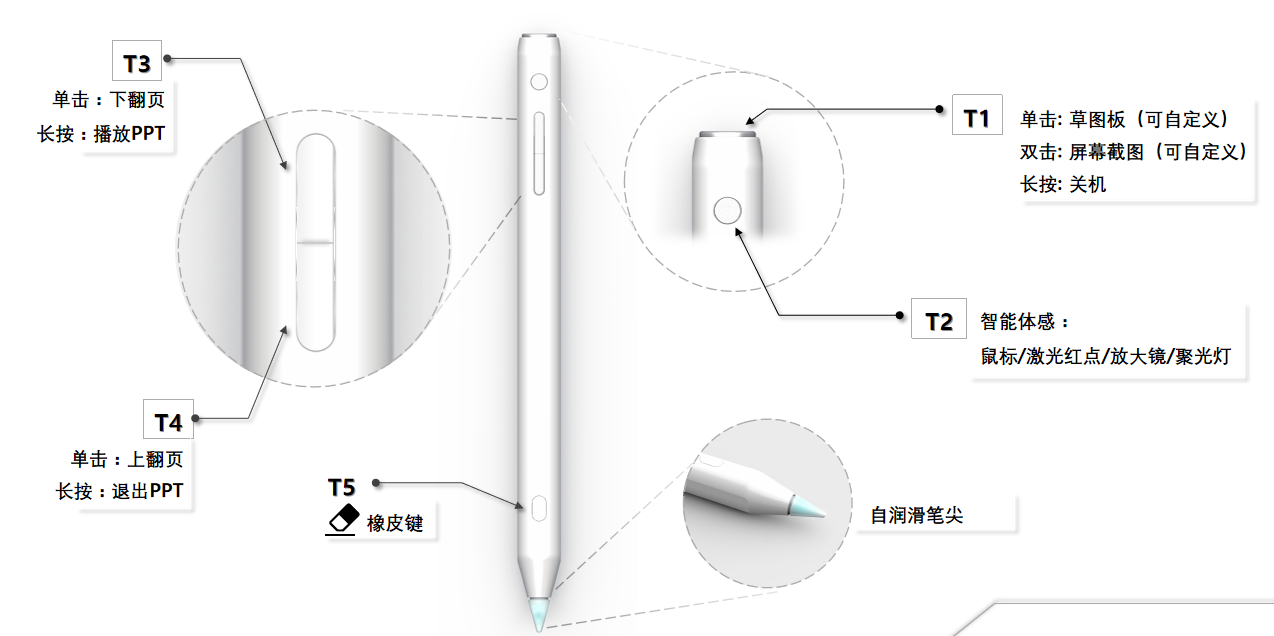 T3
单击：下翻页
长按：播放PPT
T1
单击: 草图板（可自定义）
双击: 屏幕截图（可自定义）
长按: 关机
T2
智能体感：
鼠标/激光红点/放大镜/聚光灯
T4
单击：上翻页
长按：退出PPT
T5
橡皮键
自润滑笔尖